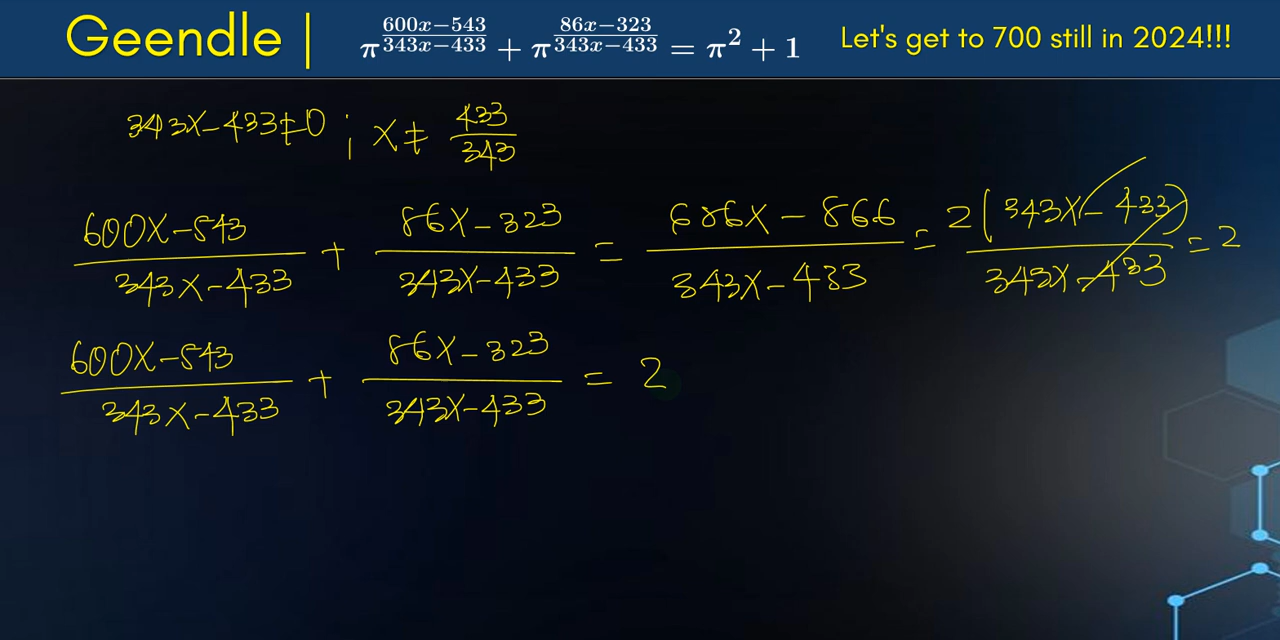 Geendle | π^((600x−543)/(343x−433)) + π^((86x−323)/(343x−433)) = π² + 1 Let's get to 700 still in 2024!!!
343X−433≠0 ; X≠ 433/343
(600X−543)/(343X−433) + (86X−323)/(343X−433) = (686X−866)/(343X−433) = 2(343X−433)/(343X−433) = 2
(600X−543)/(343X−433) + (86X−323)/(343X−433) = 2